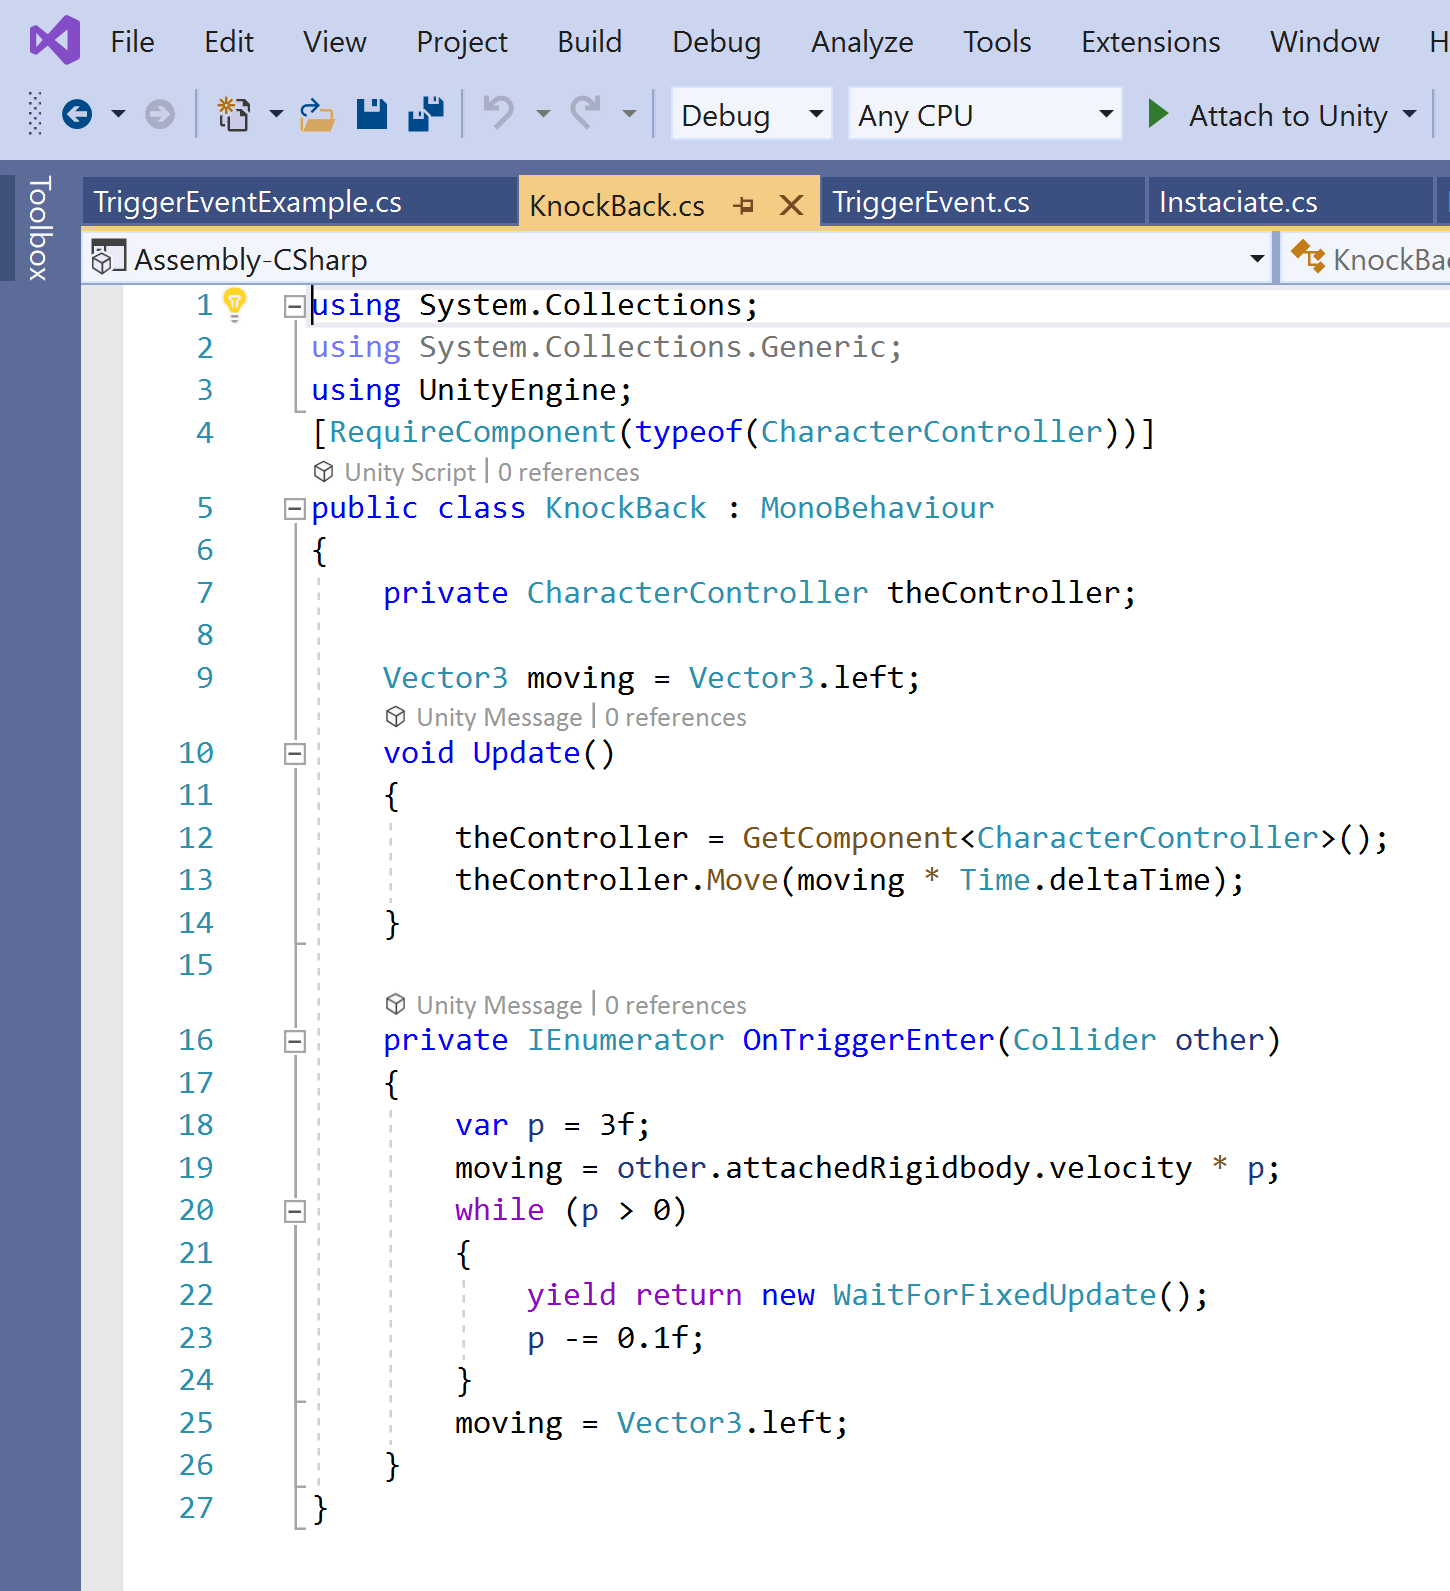 File Edit View Project Build Debug Analyze Tools Extensions Window
Debug Any CPU Attach to Unity
Toolbox
TriggerEventExample.cs KnockBack.cs TriggerEvent.cs Instaciate.cs
Assembly-CSharp
1 using System.Collections;
2 using System.Collections.Generic;
3 using UnityEngine;
4 [RequireComponent(typeof(CharacterController))]
Unity Script | 0 references
5 public class KnockBack : MonoBehaviour
6 {
7 private CharacterController theController;
8
9 Vector3 moving = Vector3.left;
Unity Message | 0 references
10 void Update()
11 {
12 theController = GetComponent<CharacterController>();
13 theController.Move(moving * Time.deltaTime);
14 }
15
Unity Message | 0 references
16 private IEnumerator OnTriggerEnter(Collider other)
17 {
18 var p = 3f;
19 moving = other.attachedRigidbody.velocity * p;
20 while (p > 0)
21 {
22 yield return new WaitForFixedUpdate();
23 p -= 0.1f;
24 }
25 moving = Vector3.left;
26 }
27 }